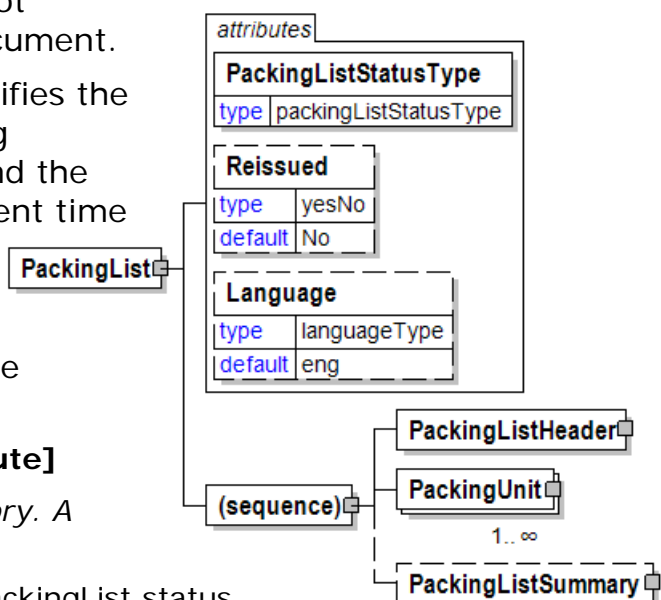 ot
cument.
ifies the
g
nd the
ent time
e
ute]
ory. A
ackingList status
attributes
PackingListStatusType
type packingListStatusType
Reissued
type yesNo
default No
Language
type languageType
default eng
PackingList
(sequence)
PackingListHeader
PackingUnit
1.. ∞
PackingListSummary